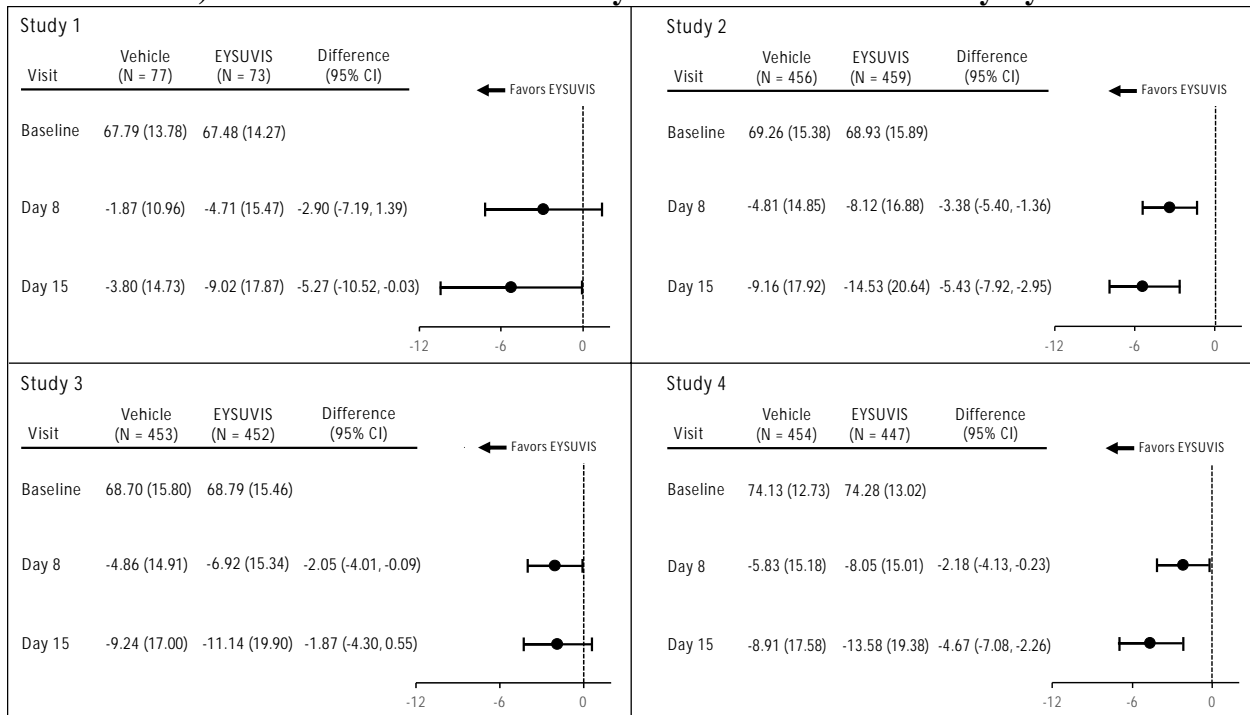 Study 1
Vehicle EYSUVIS Difference
Visit (N = 77) (N = 73) (95% CI)
Favors EYSUVIS
Baseline 67.79 (13.78) 67.48 (14.27)
Day 8 -1.87 (10.96) -4.71 (15.47) -2.90 (-7.19, 1.39)
Day 15 -3.80 (14.73) -9.02 (17.87) -5.27 (-10.52, -0.03)
-12 -6 0
Study 2
Vehicle EYSUVIS Difference
Visit (N = 456) (N = 459) (95% CI)
Favors EYSUVIS
Baseline 69.26 (15.38) 68.93 (15.89)
Day 8 -4.81 (14.85) -8.12 (16.88) -3.38 (-5.40, -1.36)
Day 15 -9.16 (17.92) -14.53 (20.64) -5.43 (-7.92, -2.95)
-12 -6 0
Study 3
Vehicle EYSUVIS Difference
Visit (N = 453) (N = 452) (95% CI)
Favors EYSUVIS
Baseline 68.70 (15.80) 68.79 (15.46)
Day 8 -4.86 (14.91) -6.92 (15.34) -2.05 (-4.01, -0.09)
Day 15 -9.24 (17.00) -11.14 (19.90) -1.87 (-4.30, 0.55)
-12 -6 0
Study 4
Vehicle EYSUVIS Difference
Visit (N = 454) (N = 447) (95% CI)
Favors EYSUVIS
Baseline 74.13 (12.73) 74.28 (13.02)
Day 8 -5.83 (15.18) -8.05 (15.01) -2.18 (-4.13, -0.23)
Day 15 -8.91 (17.58) -13.58 (19.38) -4.67 (-7.08, -2.26)
-12 -6 0